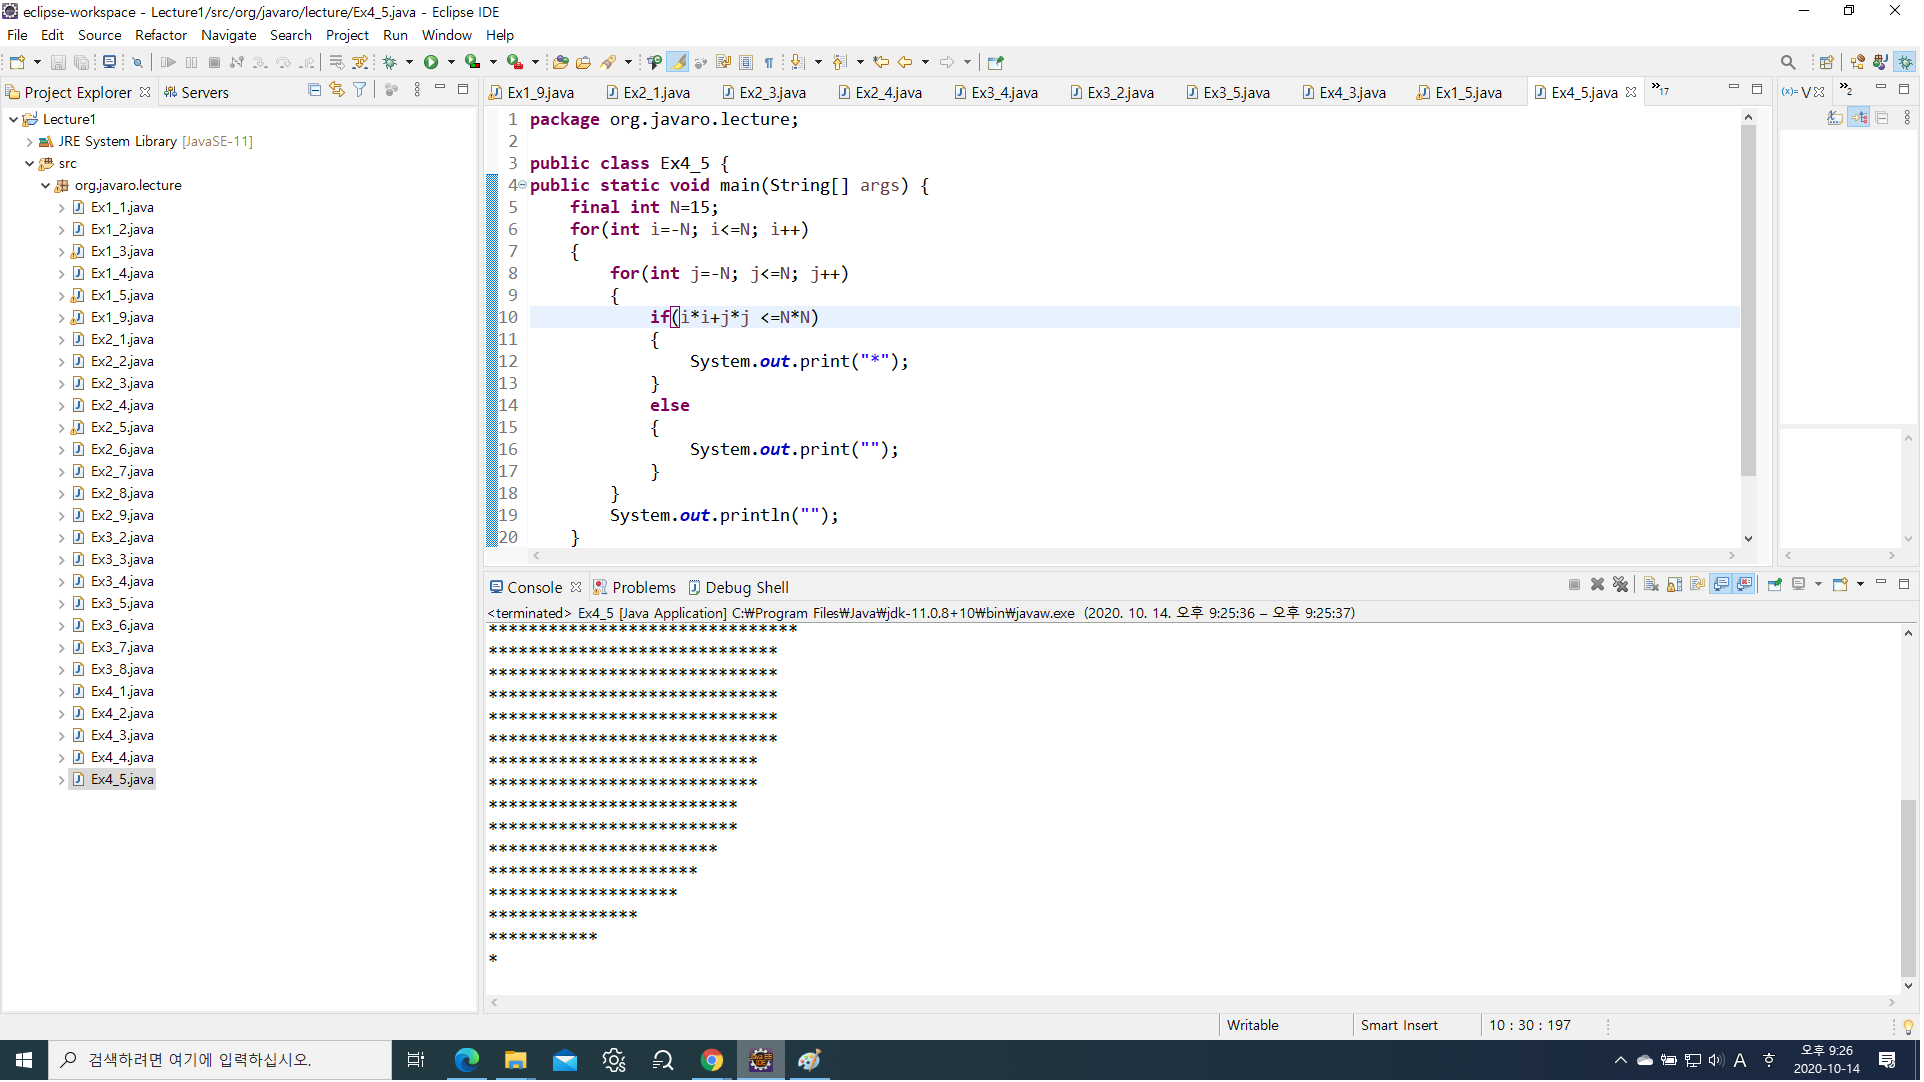 eclipse-workspace - Lecture1/src/org/javaro/lecture/Ex4_5.java - Eclipse IDE
File Edit Source Refactor Navigate Search Project Run Window Help
Project Explorer Servers
Ex1_9.java Ex2_1.java Ex2_3.java Ex2_4.java Ex3_4.java Ex3_2.java Ex3_5.java Ex4_3.java Ex1_5.java Ex4_5.java »17
(x)= V »2
Lecture1
JRE System Library [JavaSE-11]
src
org.javaro.lecture
Ex1_1.java
Ex1_2.java
Ex1_3.java
Ex1_4.java
Ex1_5.java
Ex1_9.java
Ex2_1.java
Ex2_2.java
Ex2_3.java
Ex2_4.java
Ex2_5.java
Ex2_6.java
Ex2_7.java
Ex2_8.java
Ex2_9.java
Ex3_2.java
Ex3_3.java
Ex3_4.java
Ex3_5.java
Ex3_6.java
Ex3_7.java
Ex3_8.java
Ex4_1.java
Ex4_2.java
Ex4_3.java
Ex4_4.java
Ex4_5.java
1 package org.javaro.lecture;
2
3 public class Ex4_5 {
4 public static void main(String[] args) {
5     final int N=15;
6     for(int i=-N; i<=N; i++)
7     {
8         for(int j=-N; j<=N; j++)
9         {
10             if(i*i+j*j <=N*N)
11             {
12                 System.out.print("*");
13             }
14             else
15             {
16                 System.out.print("");
17             }
18         }
19         System.out.println("");
20     }
Console Problems Debug Shell
<terminated> Ex4_5 [Java Application] C:₩Program Files₩Java₩jdk-11.0.8+10₩bin₩javaw.exe (2020. 10. 14. 오후 9:25:36 – 오후 9:25:37)
*******************************
*****************************
*****************************
*****************************
*****************************
*****************************
***************************
***************************
*************************
*************************
***********************
*********************
*******************
***************
***********
*
Writable Smart Insert 10 : 30 : 197
검색하려면 여기에 입력하십시오.
A 漢 오후 9:26
2020-10-14